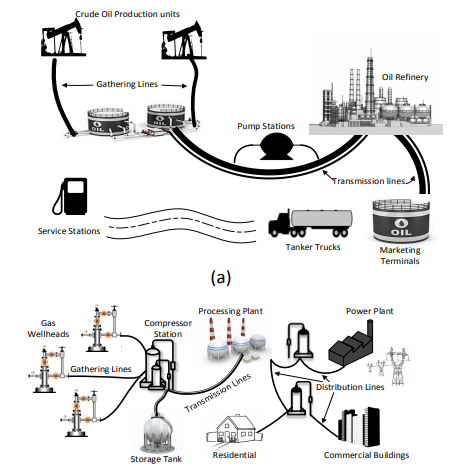 Crude Oil Production units
Oil Refinery
Gathering Lines
OIL
OIL
Pump Stations
Transmission lines
Service Stations
Tanker Trucks
OIL
Marketing
Terminals
(a)
Gas
Wellheads
Compressor
Station
Processing Plant
Power Plant
Gathering Lines
Transmission Lines
Distribution Lines
Storage Tank
Residential
Commercial Buildings